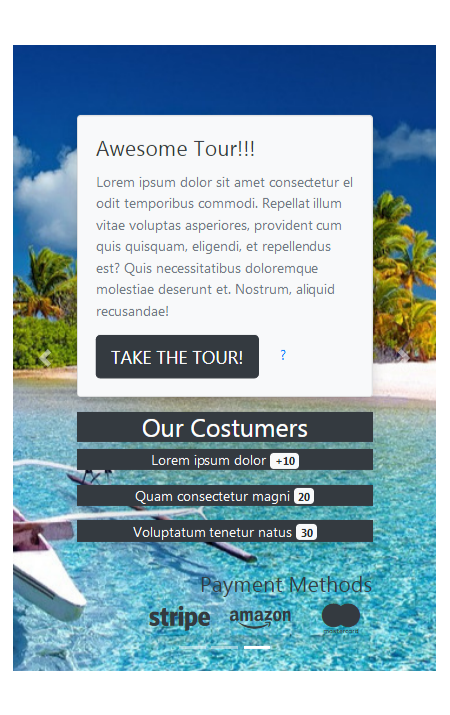 Awesome Tour!!!
Lorem ipsum dolor sit amet consectetur el
odit temporibus commodi. Repellat illum
vitae voluptas asperiores, provident cum
quis quisquam, eligendi, et repellendus
est? Quis necessitatibus doloremque
molestiae deserunt et. Nostrum, aliquid
recusandae!
TAKE THE TOUR! ?
Our Costumers
Lorem ipsum dolor +10
Quam consectetur magni 20
Voluptatum tenetur natus 30
Payment Methods
stripe amazon mastercard